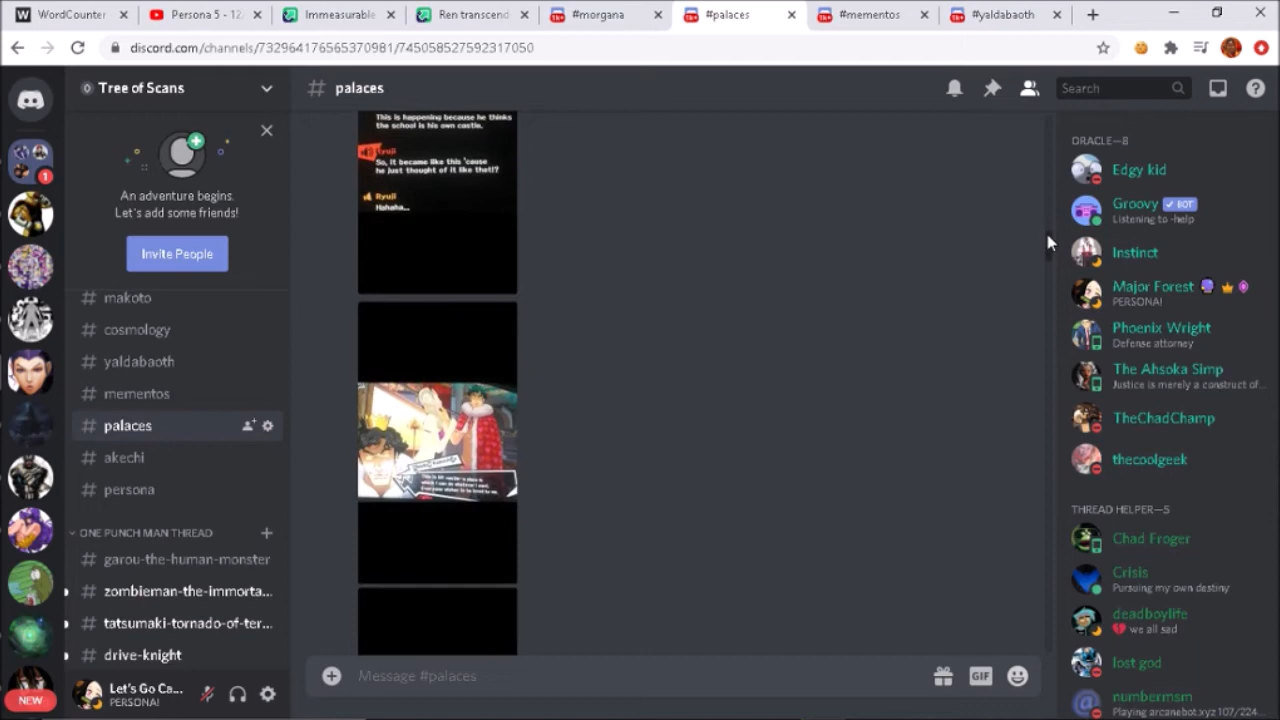 WordCounter
Persona 5 - 12
Immeasurable
Ren transcend
#morgana
#palaces
#mementos
#yaldabaoth
discord.com/channels/732964176565370981/745058527592317050
Tree of Scans
# palaces
Search
An adventure begins.
Let's add some friends!
Invite People
# makoto
# cosmology
# yaldabaoth
# mementos
# palaces
# akechi
# persona
ONE PUNCH MAN THREAD
# garou-the-human-monster
# zombieman-the-immorta...
# tatsumaki-tornado-of-ter...
# drive-knight
NEW
Let's Go Ca...
PERSONA!
This is happening because he thinks
the school is his own castle.
So, it became like this 'cause
he just thought of it like that!?
Ryuji
Hahaha...
Message #palaces
GIF
ORACLE—8
Edgy kid
Groovy ✓ BOT
Listening to -help
Instinct
Major Forest
PERSONA!
Phoenix Wright
Defense attorney
The Ahsoka Simp
Justice is merely a construct of...
TheChadChamp
thecoolgeek
THREAD HELPER—5
Chad Froger
Crisis
Pursuing my own destiny
deadboylife
we all sad
lost god
numbermsm
Playing arcanebot.xyz 107/224...